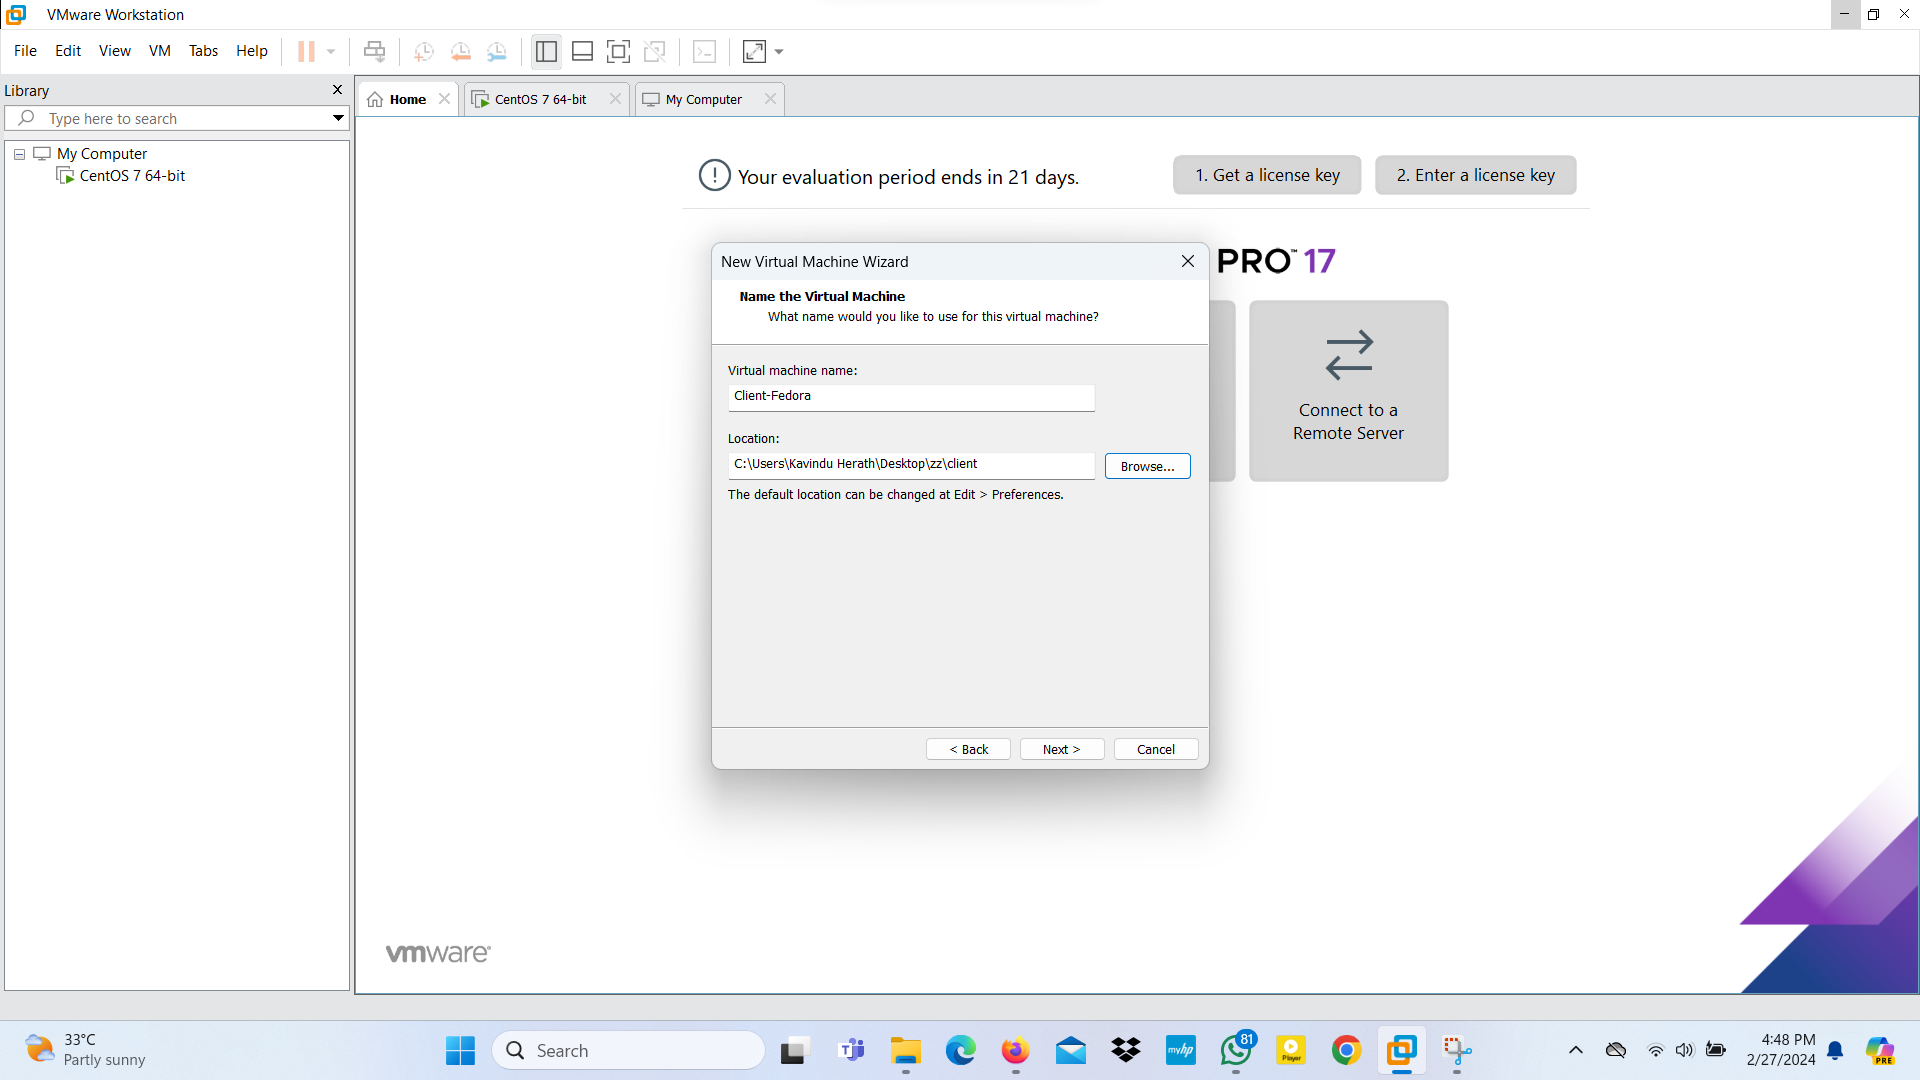 VMware Workstation
File Edit View VM Tabs Help
Library
Type here to search
My Computer
CentOS 7 64-bit
Home
CentOS 7 64-bit
My Computer
Your evaluation period ends in 21 days.
1. Get a license key
2. Enter a license key
PRO™ 17
New Virtual Machine Wizard
Name the Virtual Machine
What name would you like to use for this virtual machine?
Virtual machine name:
Client-Fedora
Location:
C:\Users\Kavindu Herath\Desktop\zz\client
Browse...
The default location can be changed at Edit > Preferences.
< Back
Next >
Cancel
Connect to a
Remote Server
vmware
33°C
Partly sunny
Search
myhp
81
Player
4:48 PM
2/27/2024
PRE